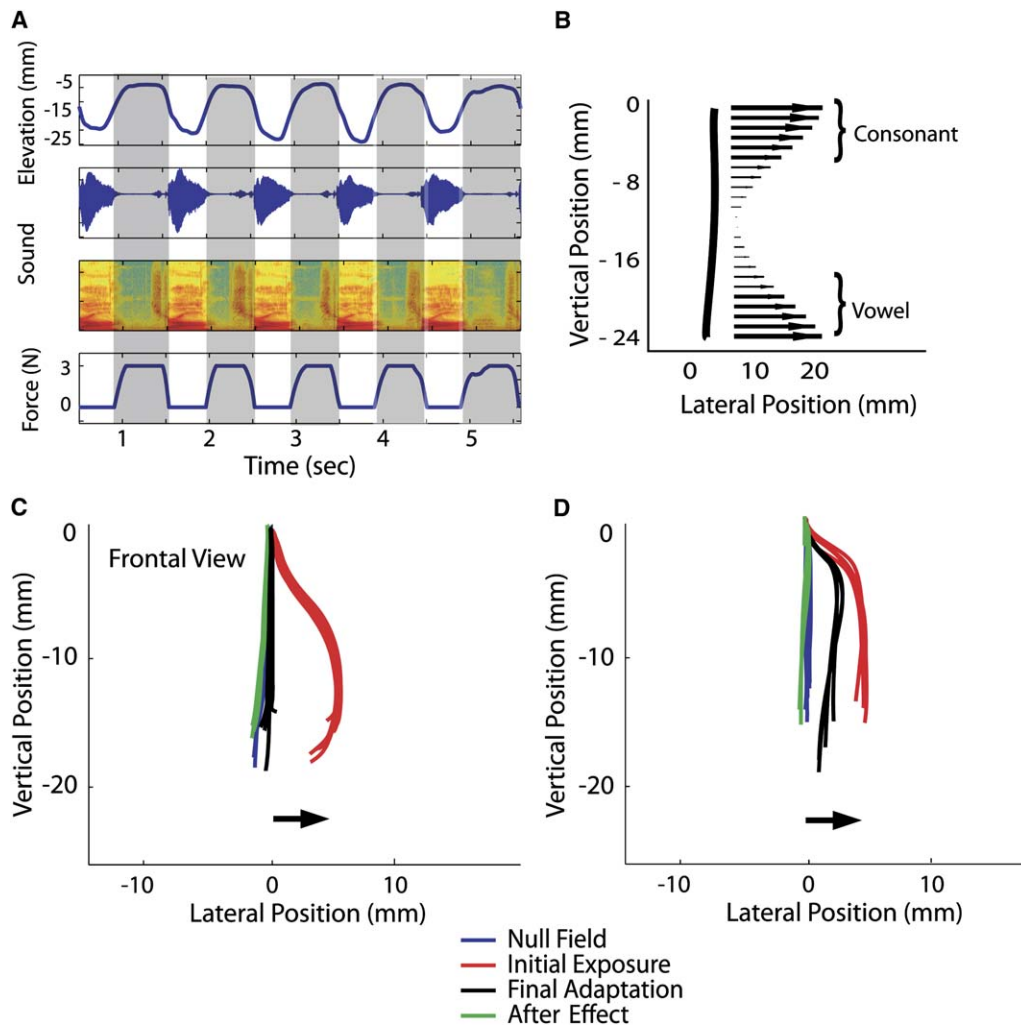 A
Elevation (mm)
-5
-15
-25
Sound
Force (N)
3
0
1 2 3 4 5
Time (sec)
B
Vertical Position (mm)
0
- 8
- 16
- 24
Consonant
Vowel
0 10 20
Lateral Position (mm)
C
Frontal View
Vertical Position (mm)
0
-10
-20
-10 0 10
Lateral Position (mm)
D
Vertical Position (mm)
0
-10
-20
-10 0 10
Lateral Position (mm)
Null Field
Initial Exposure
Final Adaptation
After Effect